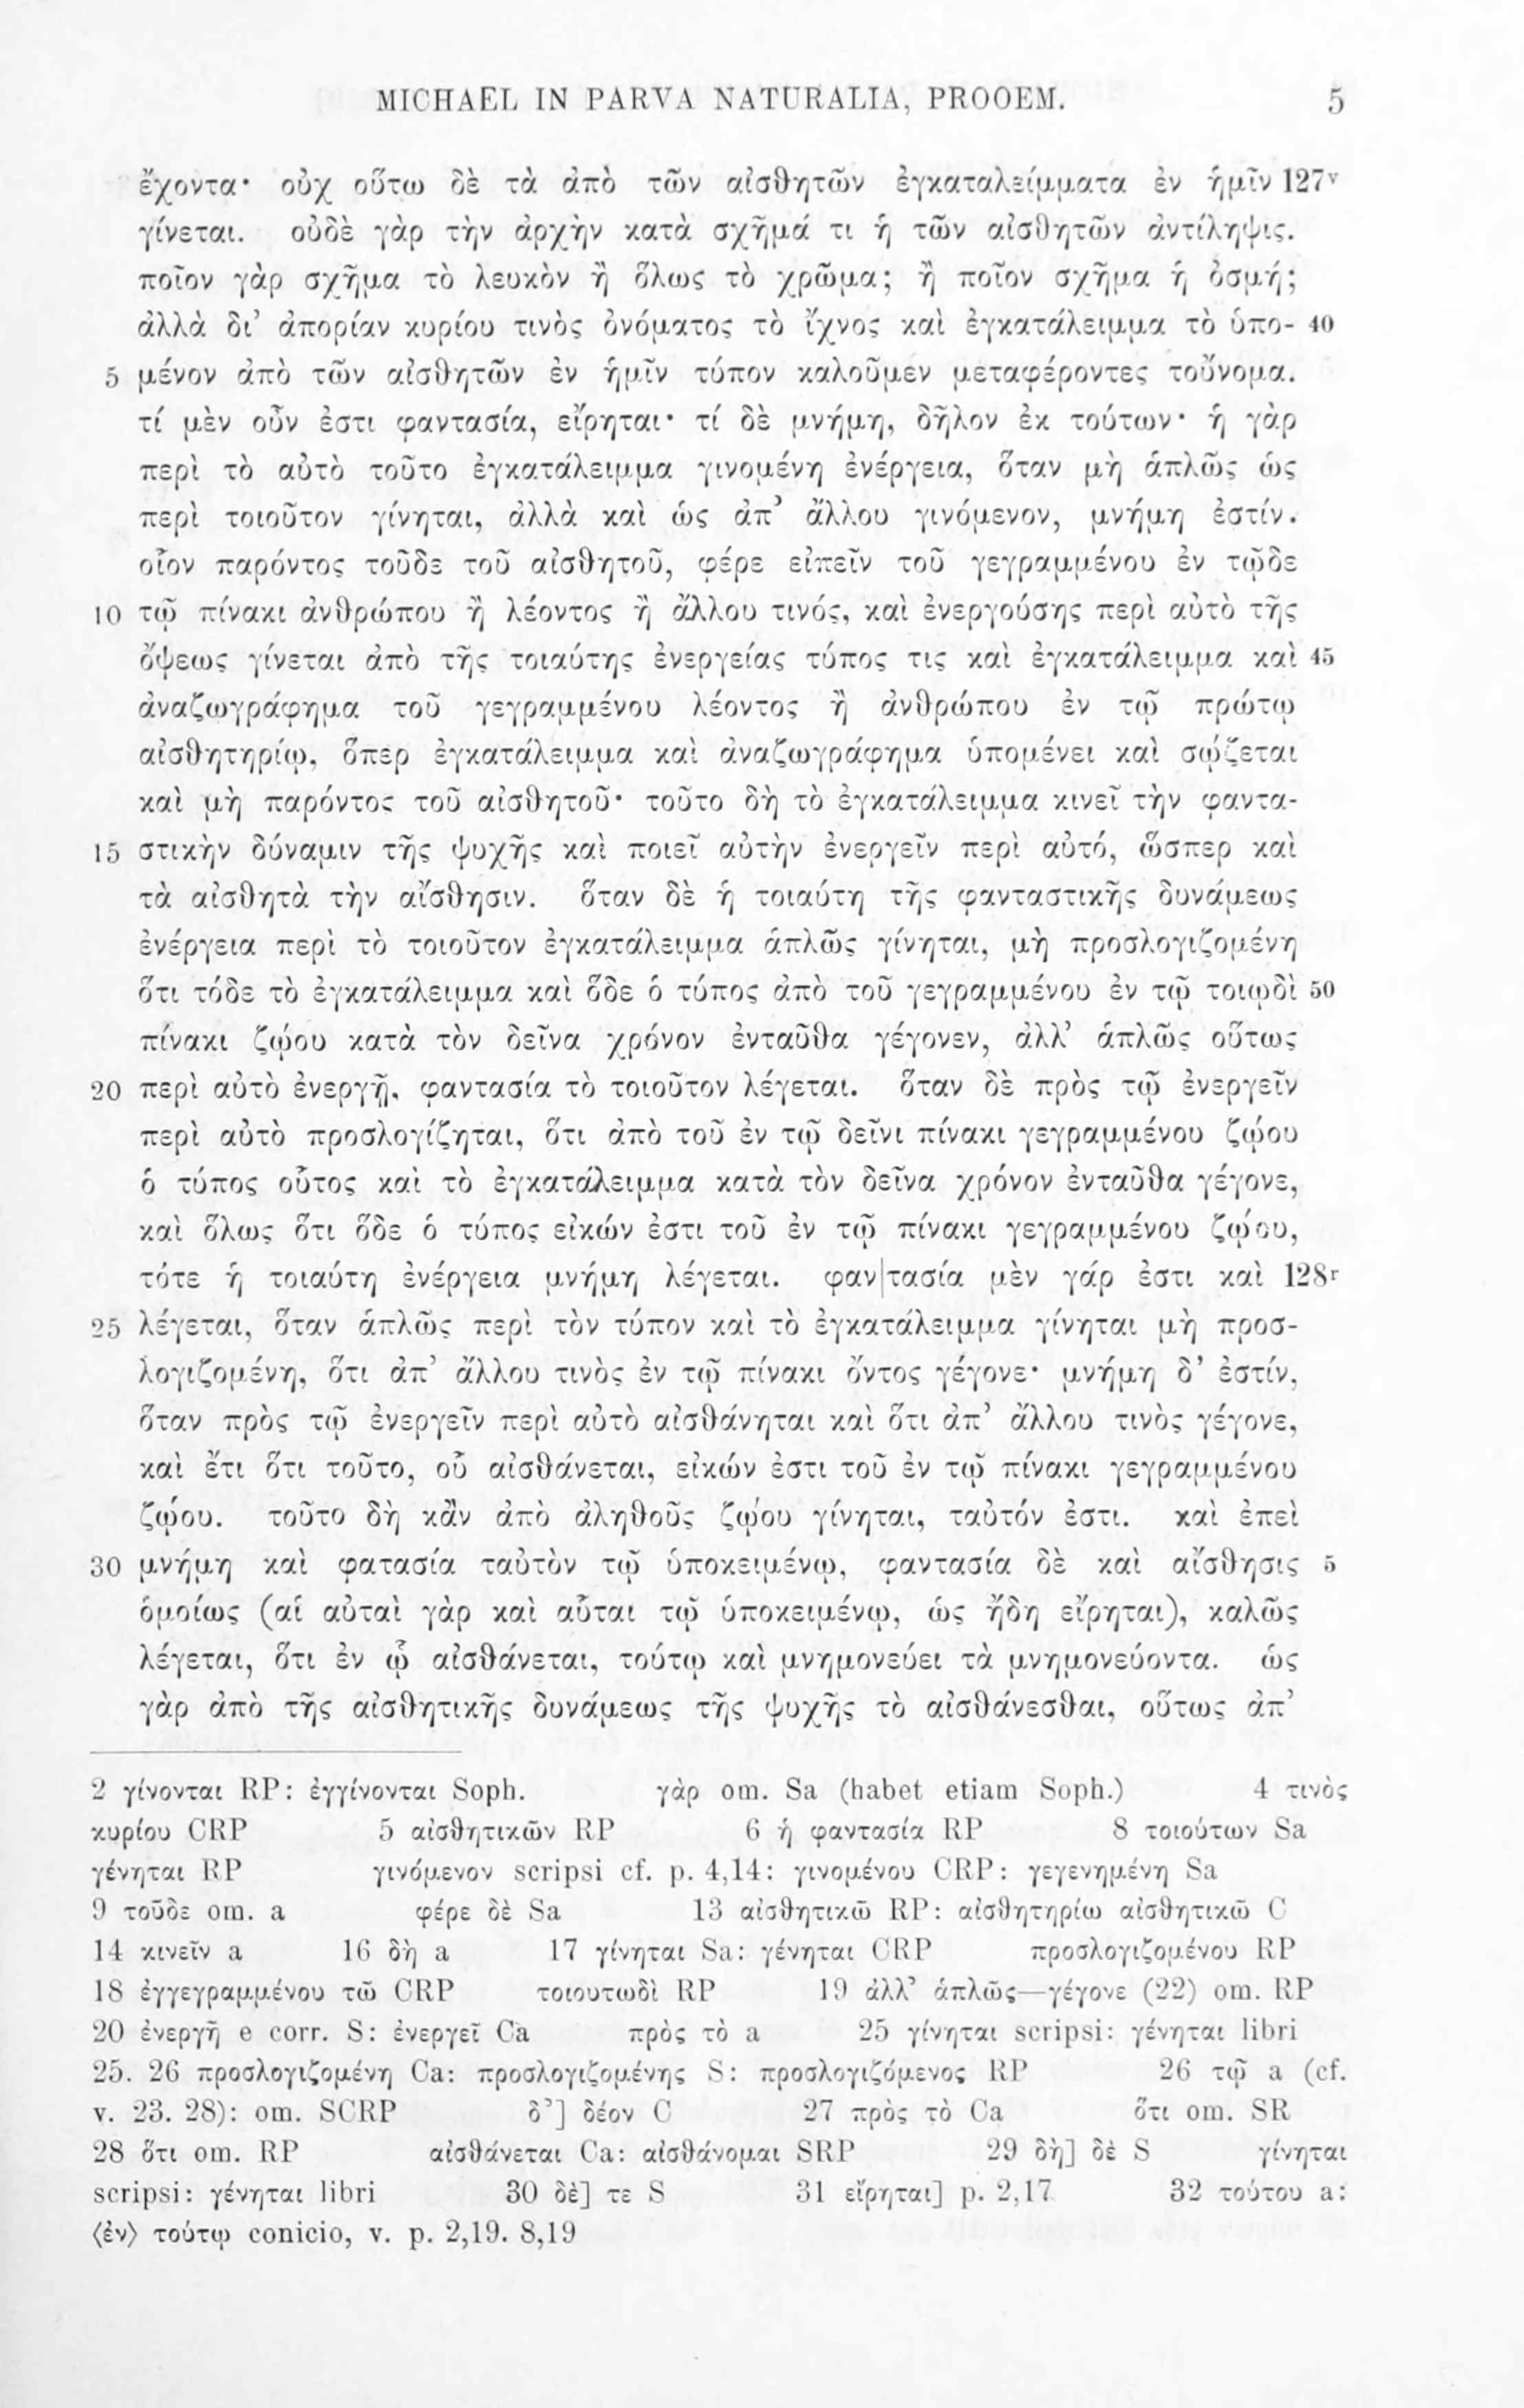 MICHAEL IN PARVA NATURALIA, PROOEM. 5
ἔχοντα· οὐχ οὕτω δὲ τὰ ἀπὸ τῶν αἰσθητῶν ἐγκαταλείμματα ἐν ἡμῖν 127v
γίνεται. οὐδὲ γὰρ τὴν ἀρχὴν κατὰ σχῆμά τι ἡ τῶν αἰσθητῶν ἀντίληψις.
ποῖον γὰρ σχῆμα τὸ λευκὸν ἢ ὅλως τὸ χρῶμα; ἢ ποῖον σχῆμα ἡ ὀσμή;
ἀλλὰ δι’ ἀπορίαν κυρίου τινὸς ὀνόματος τὸ ἴχνος καὶ ἐγκατάλειμμα τὸ ὑπο- 40
5 μένον ἀπὸ τῶν αἰσθητῶν ἐν ἡμῖν τύπον καλοῦμεν μεταφέροντες τοὔνομα.
τί μὲν οὖν ἐστι φαντασία, εἴρηται· τί δὲ μνήμη, δῆλον ἐκ τούτων· ἡ γὰρ
περὶ τὸ αὐτὸ τοῦτο ἐγκατάλειμμα γινομένη ἐνέργεια, ὅταν μὴ ἁπλῶς ὡς
περὶ τοιοῦτον γίνηται, ἀλλὰ καὶ ὡς ἀπ’ ἄλλου γινόμενον, μνήμη ἐστίν.
οἷον παρόντος τοῦδε τοῦ αἰσθητοῦ, φέρε εἰπεῖν τοῦ γεγραμμένου ἐν τῷδε
10 τῷ πίνακι ἀνθρώπου ἢ λέοντος ἢ ἄλλου τινός, καὶ ἐνεργούσης περὶ αὐτὸ τῆς
ὄψεως γίνεται ἀπὸ τῆς τοιαύτης ἐνεργείας τύπος τις καὶ ἐγκατάλειμμα καὶ 45
ἀναζωγράφημα τοῦ γεγραμμένου λέοντος ἢ ἀνθρώπου ἐν τῷ πρώτῳ
αἰσθητηρίῳ, ὅπερ ἐγκατάλειμμα καὶ ἀναζωγράφημα ὑπομένει καὶ σῴζεται
καὶ μὴ παρόντος τοῦ αἰσθητοῦ· τοῦτο δὴ τὸ ἐγκατάλειμμα κινεῖ τὴν φαντα-
15 στικὴν δύναμιν τῆς ψυχῆς καὶ ποιεῖ αὐτὴν ἐνεργεῖν περὶ αὐτό, ὥσπερ καὶ
τὰ αἰσθητὰ τὴν αἴσθησιν. ὅταν δὲ ἡ τοιαύτη τῆς φανταστικῆς δυνάμεως
ἐνέργεια περὶ τὸ τοιοῦτον ἐγκατάλειμμα ἁπλῶς γίνηται, μὴ προσλογιζομένη
ὅτι τόδε τὸ ἐγκατάλειμμα καὶ ὅδε ὁ τύπος ἀπὸ τοῦ γεγραμμένου ἐν τῷ τοιῳδὶ 50
πίνακι ζῴου κατὰ τὸν δεῖνα χρόνον ἐνταῦθα γέγονεν, ἀλλ’ ἁπλῶς οὕτως
20 περὶ αὐτὸ ἐνεργῇ, φαντασία τὸ τοιοῦτον λέγεται. ὅταν δὲ πρὸς τῷ ἐνεργεῖν
περὶ αὐτὸ προσλογίζηται, ὅτι ἀπὸ τοῦ ἐν τῷ δεῖνι πίνακι γεγραμμένου ζῴου
ὁ τύπος οὗτος καὶ τὸ ἐγκατάλειμμα κατὰ τὸν δεῖνα χρόνον ἐνταῦθα γέγονε,
καὶ ὅλως ὅτι ὅδε ὁ τύπος εἰκών ἐστι τοῦ ἐν τῷ πίνακι γεγραμμένου ζῴου,
τότε ἡ τοιαύτη ἐνέργεια μνήμη λέγεται. φαν|τασία μὲν γάρ ἐστι καὶ 128r
25 λέγεται, ὅταν ἁπλῶς περὶ τὸν τύπον καὶ τὸ ἐγκατάλειμμα γίνηται μὴ προσ-
λογιζομένη, ὅτι ἀπ’ ἄλλου τινὸς ἐν τῷ πίνακι ὄντος γέγονε· μνήμη δ’ ἐστίν,
ὅταν πρὸς τῷ ἐνεργεῖν περὶ αὐτὸ αἰσθάνηται καὶ ὅτι ἀπ’ ἄλλου τινὸς γέγονε,
καὶ ἔτι ὅτι τοῦτο, οὗ αἰσθάνεται, εἰκών ἐστι τοῦ ἐν τῷ πίνακι γεγραμμένου
ζῴου. τοῦτο δὴ κἂν ἀπὸ ἀληθοῦς ζῴου γίνηται, ταὐτόν ἐστι. καὶ ἐπεὶ
30 μνήμη καὶ φατασία ταὐτὸν τῷ ὑποκειμένῳ, φαντασία δὲ καὶ αἴσθησις 5
ὁμοίως (αἱ αὐταὶ γὰρ καὶ αὗται τῷ ὑποκειμένῳ, ὡς ἤδη εἴρηται), καλῶς
λέγεται, ὅτι ἐν ᾧ αἰσθάνεται, τούτῳ καὶ μνημονεύει τὰ μνημονεύοντα. ὡς
γὰρ ἀπὸ τῆς αἰσθητικῆς δυνάμεως τῆς ψυχῆς τὸ αἰσθάνεσθαι, οὕτως ἀπ’
2 γίνονται RP: ἐγγίνονται Soph. γὰρ om. Sa (habet etiam Soph.) 4 τινὸς
κυρίου CRP 5 αἰσθητικῶν RP 6 ἡ φαντασία RP 8 τοιούτων Sa
γένηται RP γινόμενον scripsi cf. p. 4,14: γινομένου CRP: γεγενημένη Sa
9 τοῦδε om. a φέρε δὲ Sa 13 αἰσθητικῶ RP: αἰσθητηρίω αἰσθητικῶ C
14 κινεῖν a 16 δὴ a 17 γίνηται Sa: γένηται CRP προσλογιζομένου RP
18 ἐγγεγραμμένου τῶ CRP τοιουτωδὶ RP 19 ἀλλ’ ἁπλῶς—γέγονε (22) om. RP
20 ἐνεργῆ e corr. S: ἐνεργεῖ Ca πρὸς τὸ a 25 γίνηται scripsi: γένηται libri
25. 26 προσλογιζομένη Ca: προσλογιζομένης S: προσλογιζόμενος RP 26 τῷ a (cf.
v. 23. 28): om. SCRP δ’] δέον C 27 πρὸς τὸ Ca ὅτι om. SR
28 ὅτι om. RP αἰσθάνεται Ca: αἰσθάνομαι SRP 29 δὴ] δὲ S γίνηται
scripsi: γένηται libri 30 δὲ] τε S 31 εἴρηται] p. 2,17 32 τούτου a:
⟨ἐν⟩ τούτῳ conicio, v. p. 2,19. 8,19